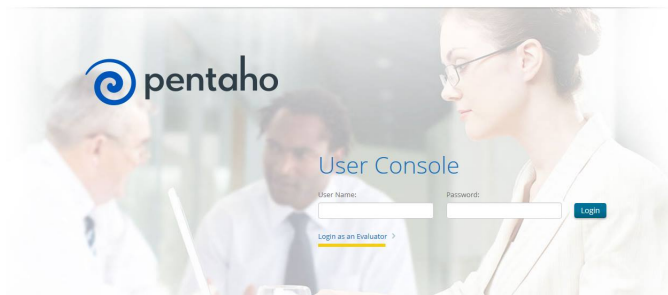 pentaho
User Console
User Name:
Password:
Login
Login as an Evaluator >